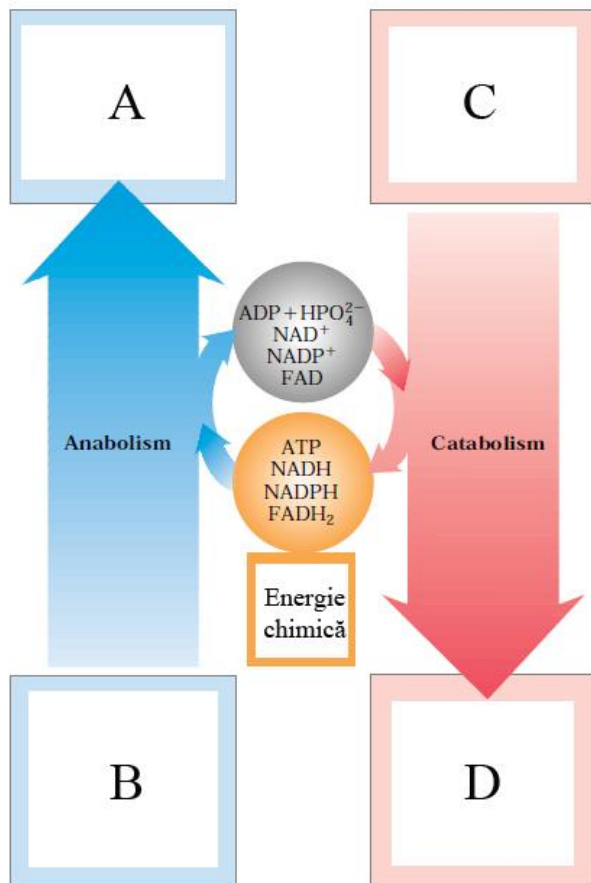 A
C
ADP + HPO₄²⁻
NAD⁺
NADP⁺
FAD
Anabolism
Catabolism
ATP
NADH
NADPH
FADH₂
Energie
chimică
B
D